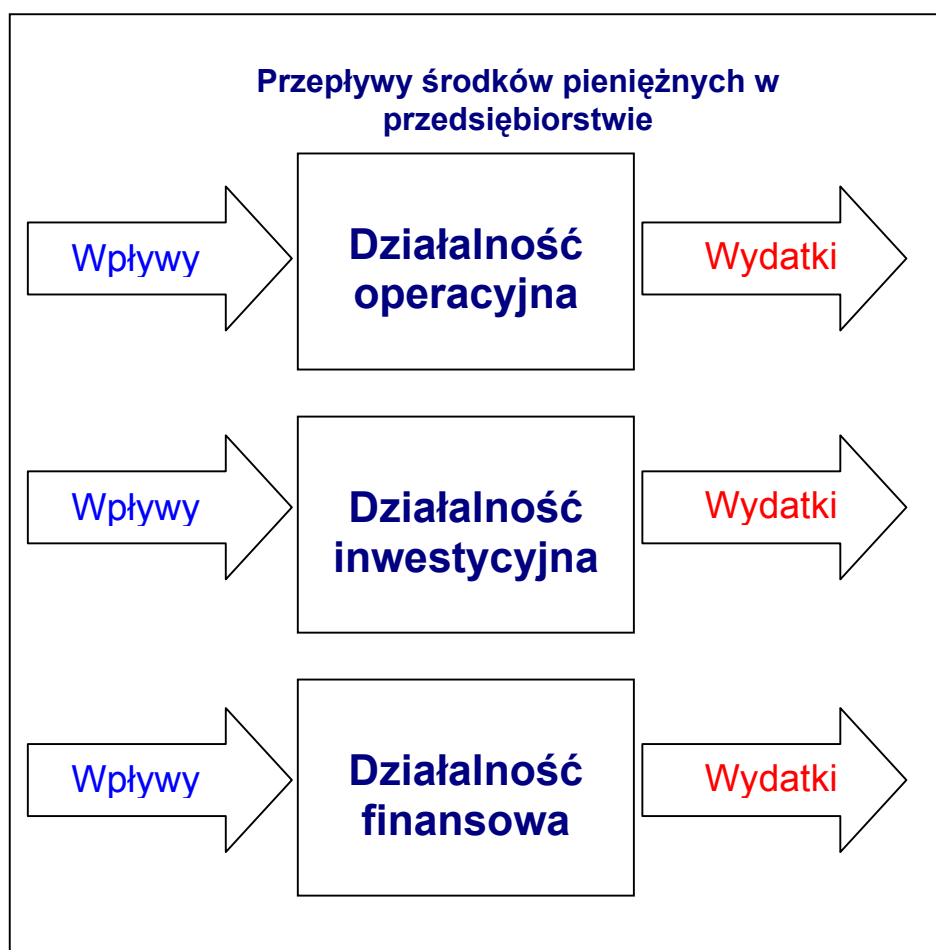 Przepływy środków pieniężnych w
przedsiębiorstwie
Wpływy
Działalność
operacyjna
Wydatki
Wpływy
Działalność
inwestycyjna
Wydatki
Wpływy
Działalność
finansowa
Wydatki